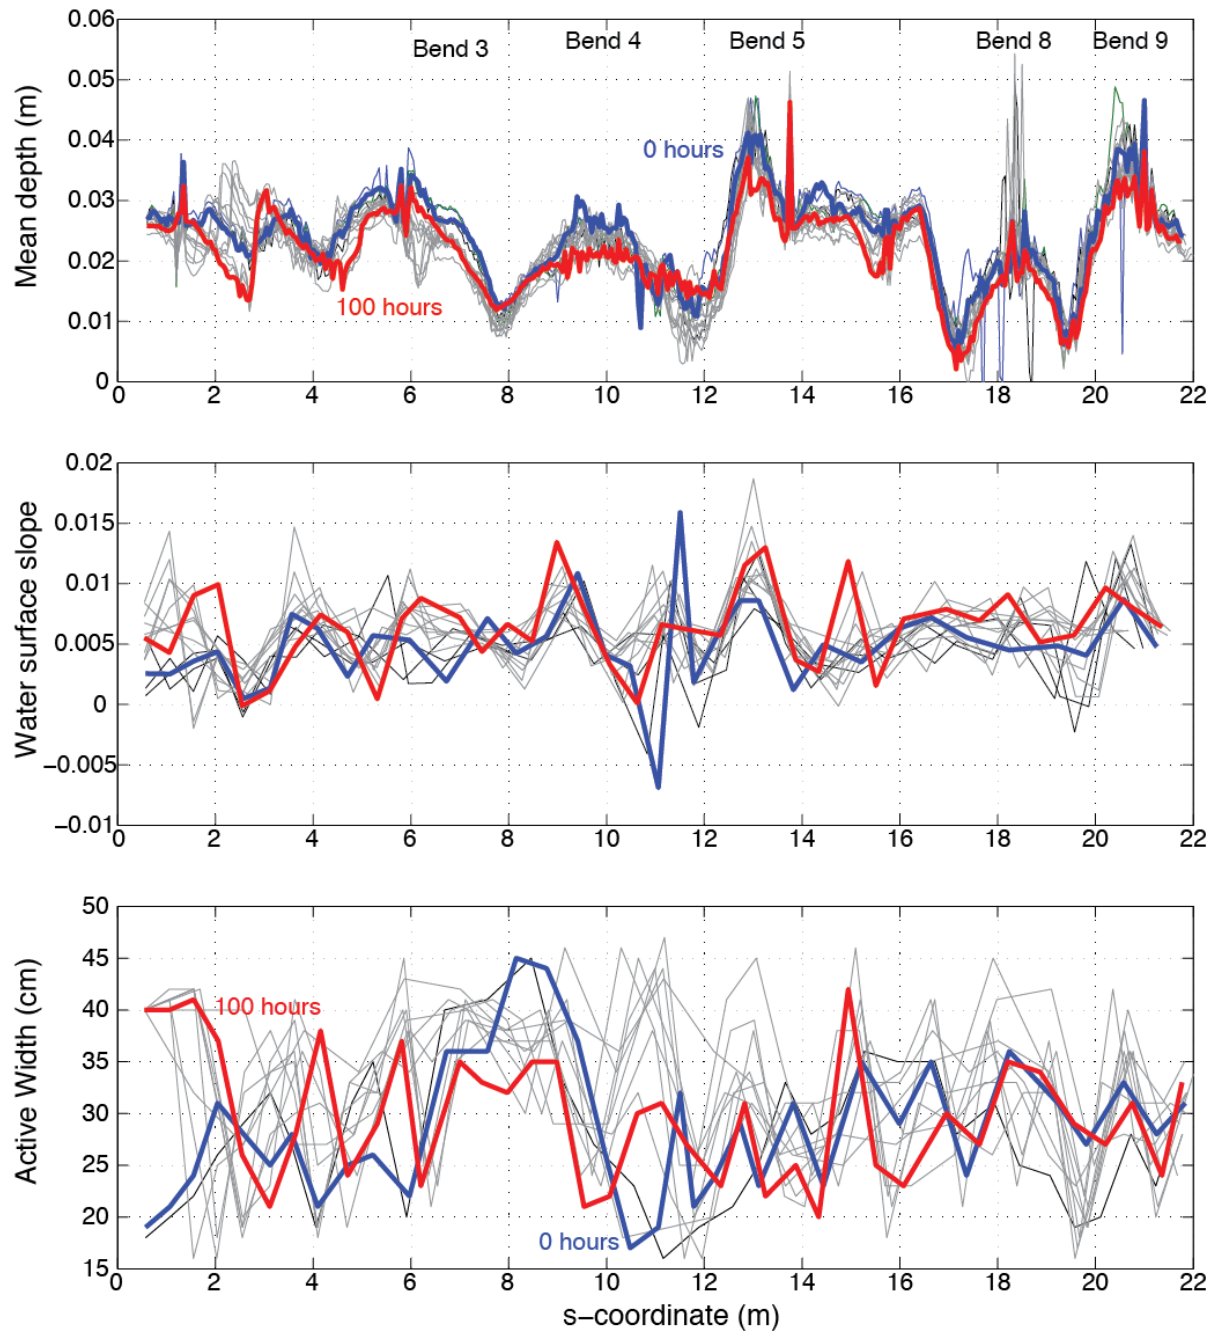 0.06
0.05
0.04
0.03
0.02
0.01
0
Mean depth (m)
Bend 3
Bend 4
Bend 5
Bend 8
Bend 9
0 hours
100 hours
0 2 4 6 8 10 12 14 16 18 20 22
0.02
0.015
0.01
0.005
0
−0.005
−0.01
Water surface slope
0 2 4 6 8 10 12 14 16 18 20 22
50
45
40
35
30
25
20
15
Active Width (cm)
100 hours
0 hours
0 2 4 6 8 10 12 14 16 18 20 22
s−coordinate (m)